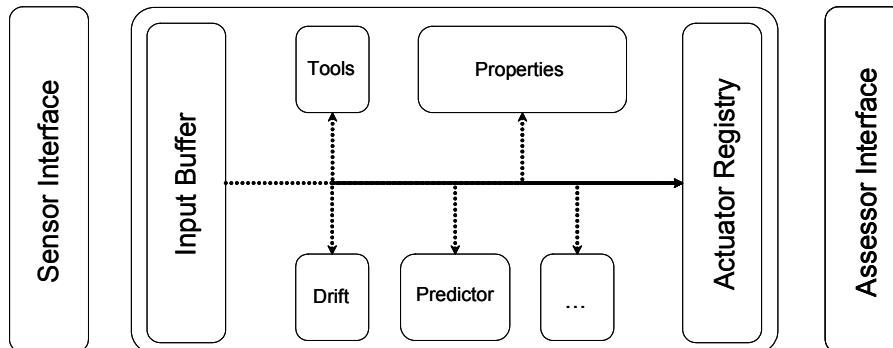 Sensor Interface
Input Buffer
Tools
Properties
Drift
Predictor
...
Actuator Registry
Assessor Interface